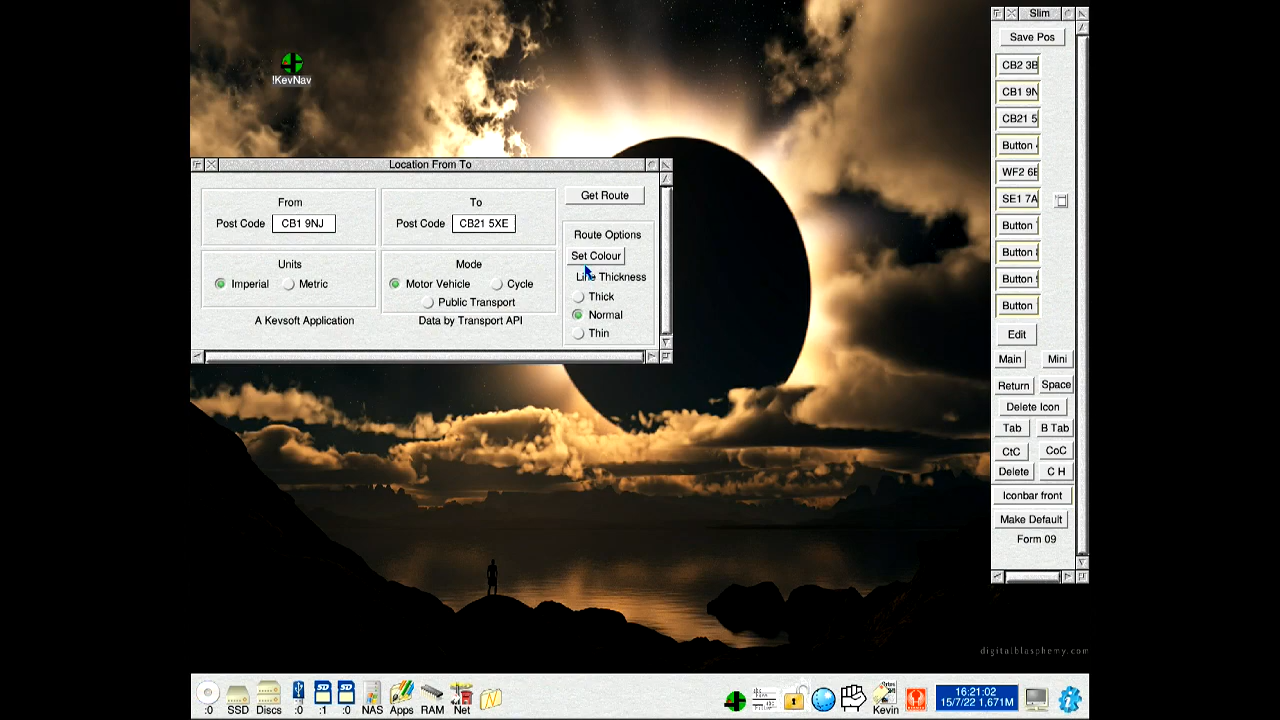 !KevNav
Location From To
From
Post Code CB1 9NJ
To
Post Code CB21 5XE
Get Route
Units
Imperial Metric
Mode
Motor Vehicle Cycle
Public Transport
Route Options
Set Colour
Line Thickness
Thick
Normal
Thin
A Kevsoft Application
Data by Transport API
Slim
Save Pos
CB2 3B
CB1 9N
CB21 5
Button
WF2 6
SE1 7A
Button
Button
Button
Button
Edit
Main Mini
Return Space
Delete Icon
Tab B Tab
CtC CoC
Delete C H
Iconbar front
Make Default
Form 09
digitalblasphemy.com
:0 SSD Discs :0 :1 :0 NAS Apps RAM Net
Kevin
16:21:02
15/7/22 1,671M